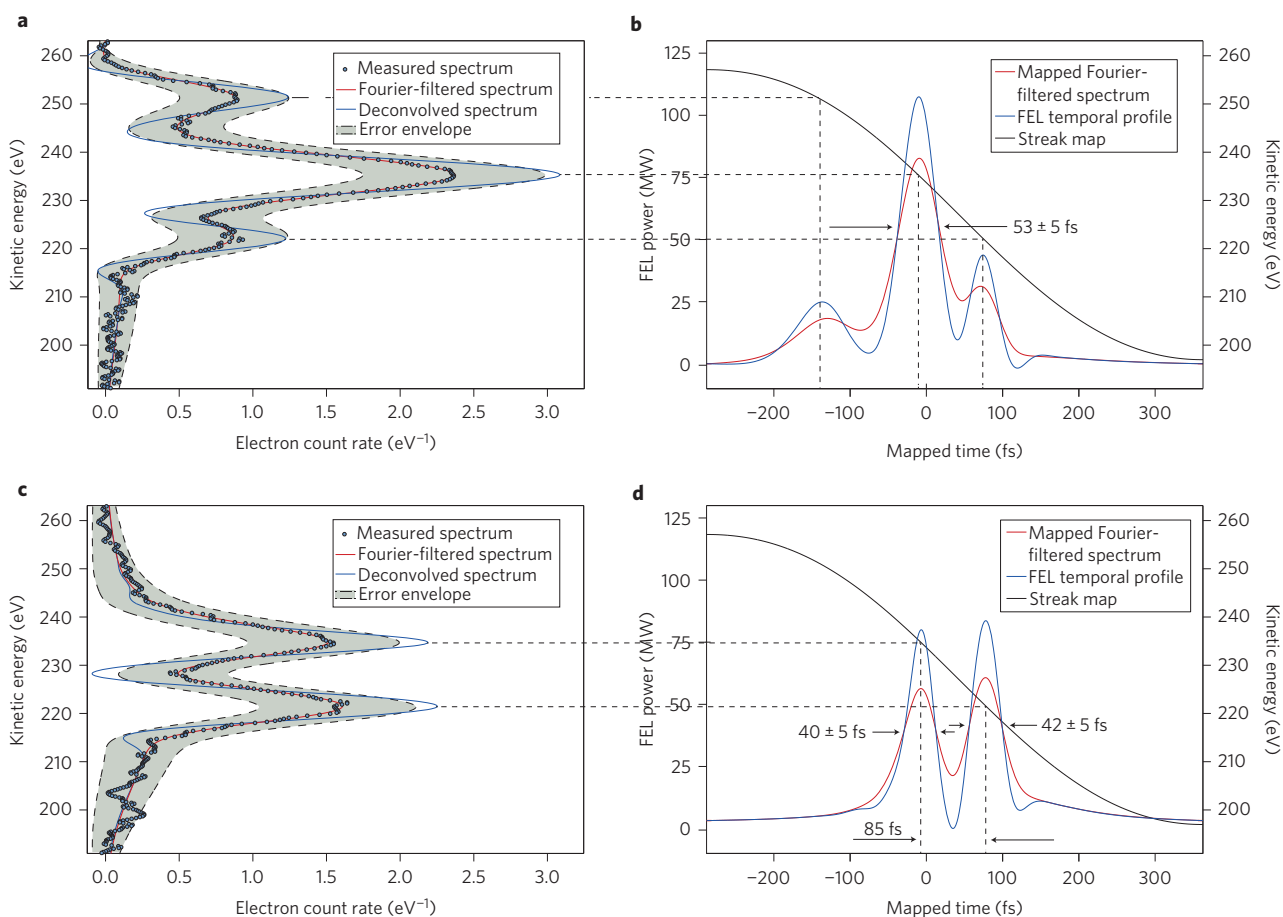 a
260
250
240
230
220
210
200
Kinetic energy (eV)
Measured spectrum
Fourier-filtered spectrum
Deconvolved spectrum
Error envelope
0.0 0.5 1.0 1.5 2.0 2.5 3.0
Electron count rate (eV⁻¹)
b
125
100
75
50
25
0
FEL power (MW)
Mapped Fourier-
filtered spectrum
FEL temporal profile
Streak map
53 ± 5 fs
260
250
240
230
220
210
200
Kinetic energy (eV)
−200 −100 0 100 200 300
Mapped time (fs)
c
260
250
240
230
220
210
200
Kinetic energy (eV)
Measured spectrum
Fourier-filtered spectrum
Deconvolved spectrum
Error envelope
0.0 0.5 1.0 1.5 2.0 2.5 3.0
Electron count rate (eV⁻¹)
d
125
100
75
50
25
0
FEL power (MW)
Mapped Fourier-
filtered spectrum
FEL temporal profile
Streak map
40 ± 5 fs
42 ± 5 fs
85 fs
260
250
240
230
220
210
200
Kinetic energy (eV)
−200 −100 0 100 200 300
Mapped time (fs)